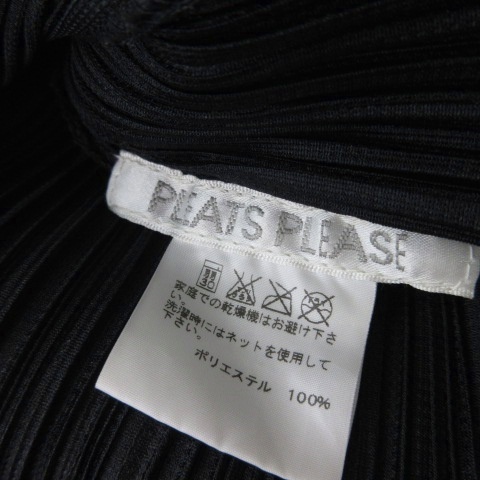 PLEATS PLEASE
弱
30
家庭での乾燥機はお避け下さ
い。
洗濯時にはネットを使用して
下さい。
ポリエステル 100%